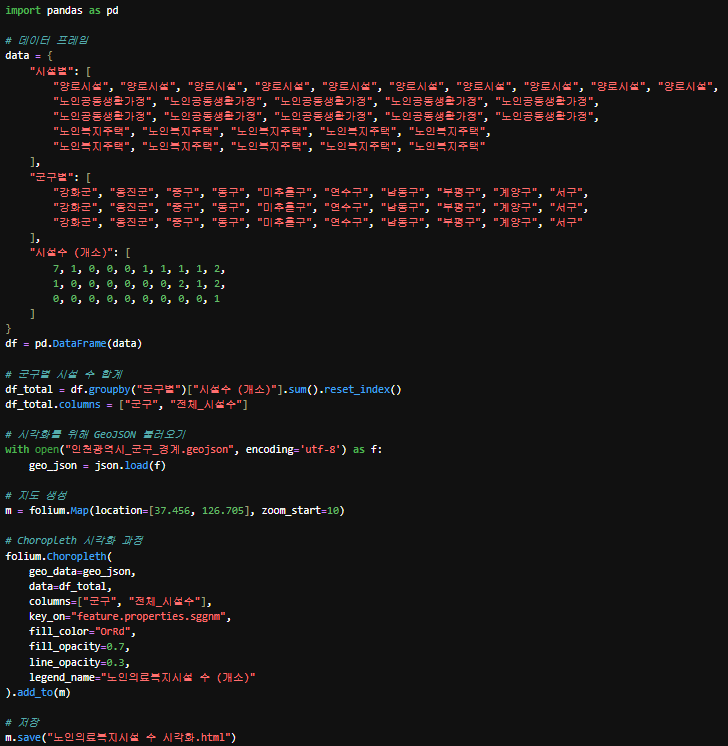 import pandas as pd
# 데이터 프레임
data = {
    "시설별": [
        "양로시설", "양로시설", "양로시설", "양로시설", "양로시설", "양로시설", "양로시설", "양로시설", "양로시설", "양로시설",
        "노인공동생활가정", "노인공동생활가정", "노인공동생활가정", "노인공동생활가정", "노인공동생활가정",
        "노인공동생활가정", "노인공동생활가정", "노인공동생활가정", "노인공동생활가정", "노인공동생활가정",
        "노인복지주택", "노인복지주택", "노인복지주택", "노인복지주택", "노인복지주택",
        "노인복지주택", "노인복지주택", "노인복지주택", "노인복지주택", "노인복지주택"
    ],
    "군구별": [
        "강화군", "옹진군", "중구", "동구", "미추홀구", "연수구", "남동구", "부평구", "계양구", "서구",
        "강화군", "옹진군", "중구", "동구", "미추홀구", "연수구", "남동구", "부평구", "계양구", "서구",
        "강화군", "옹진군", "중구", "동구", "미추홀구", "연수구", "남동구", "부평구", "계양구", "서구"
    ],
    "시설수 (개소)": [
        7, 1, 0, 0, 0, 1, 1, 1, 1, 2,
        1, 0, 0, 0, 0, 0, 0, 2, 1, 2,
        0, 0, 0, 0, 0, 0, 0, 0, 0, 1
    ]
}
df = pd.DataFrame(data)
# 군구별 시설 수 합계
df_total = df.groupby("군구별")["시설수 (개소)"].sum().reset_index()
df_total.columns = ["군구", "전체_시설수"]
# 시각화를 위해 GeoJSON 불러오기
with open("인천광역시_군구_경계.geojson", encoding='utf-8') as f:
    geo_json = json.load(f)
# 지도 생성
m = folium.Map(location=[37.456, 126.705], zoom_start=10)
# Choropleth 시각화 과정
folium.Choropleth(
    geo_data=geo_json,
    data=df_total,
    columns=["군구", "전체_시설수"],
    key_on="feature.properties.sggnm",
    fill_color="OrRd",
    fill_opacity=0.7,
    line_opacity=0.3,
    legend_name="노인의료복지시설 수 (개소)"
).add_to(m)
# 저장
m.save("노인의료복지시설 수 시각화.html")